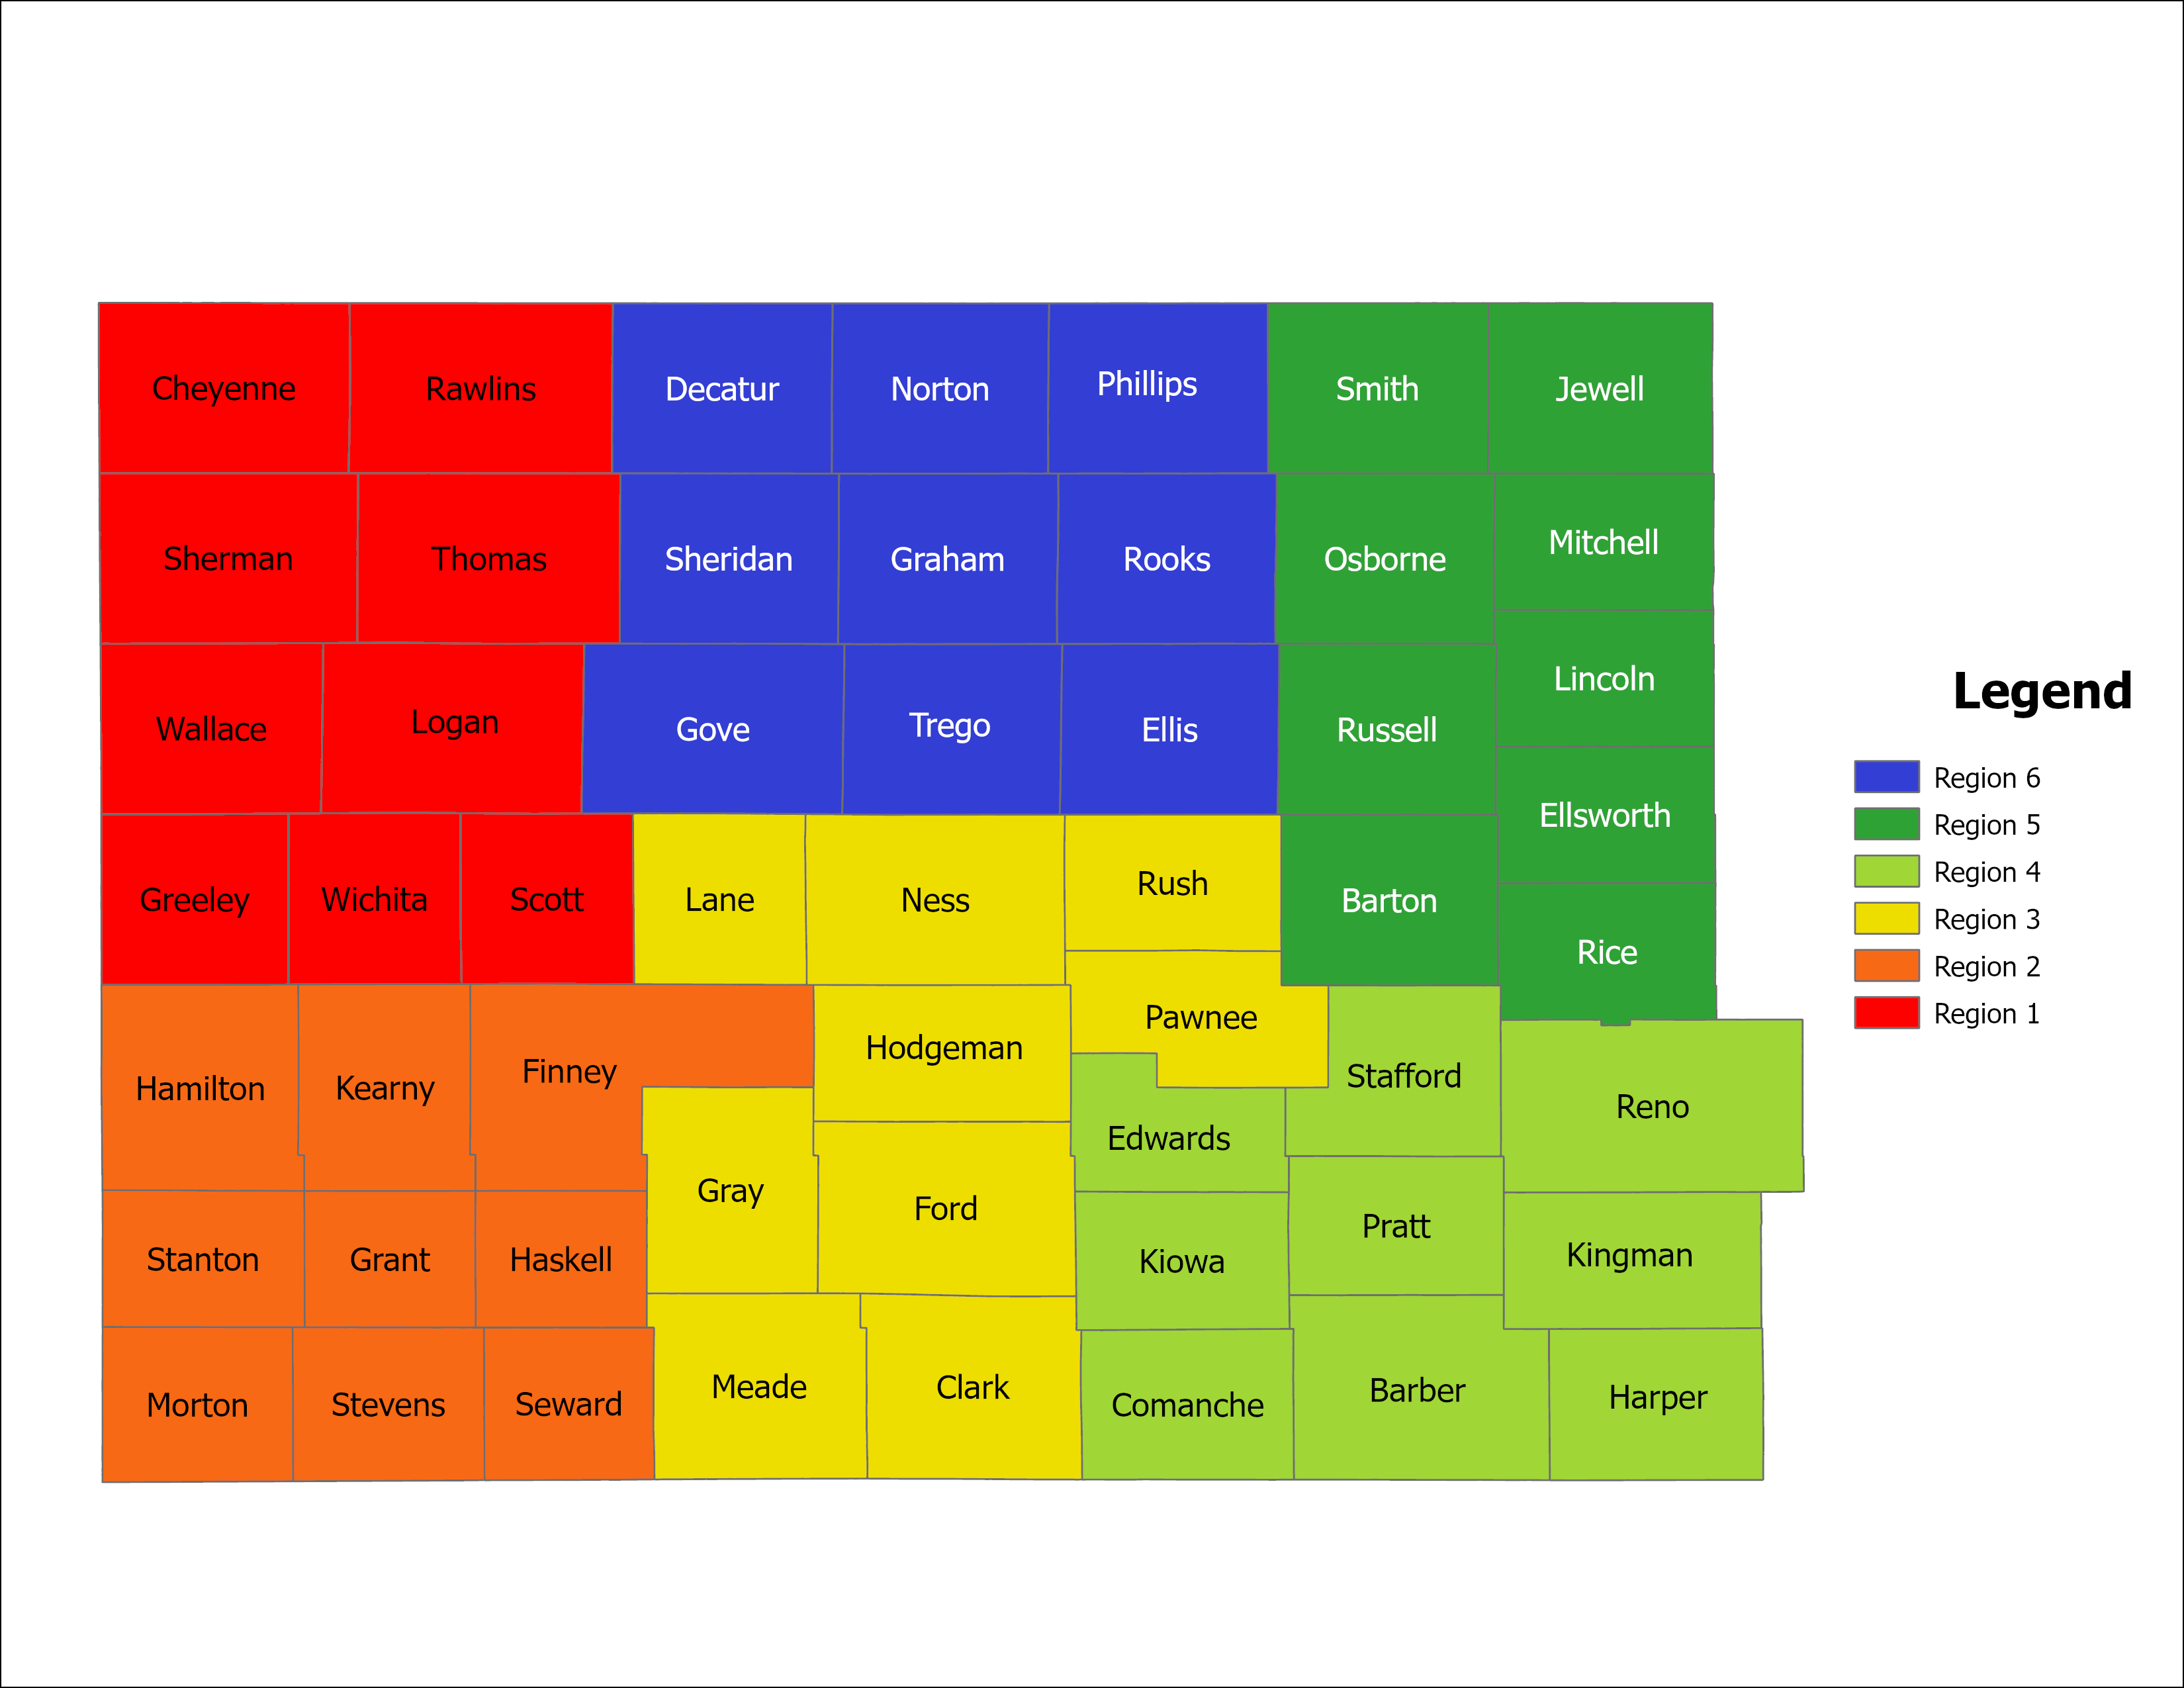 Cheyenne
Rawlins
Decatur
Norton
Phillips
Smith
Jewell
Sherman
Thomas
Sheridan
Graham
Rooks
Osborne
Mitchell
Wallace
Logan
Gove
Trego
Ellis
Russell
Lincoln
Ellsworth
Greeley
Wichita
Scott
Lane
Ness
Rush
Barton
Rice
Hamilton
Kearny
Finney
Hodgeman
Pawnee
Stafford
Reno
Edwards
Gray
Ford
Stanton
Grant
Haskell
Kiowa
Pratt
Kingman
Morton
Stevens
Seward
Meade
Clark
Comanche
Barber
Harper
Legend
Region 6
Region 5
Region 4
Region 3
Region 2
Region 1